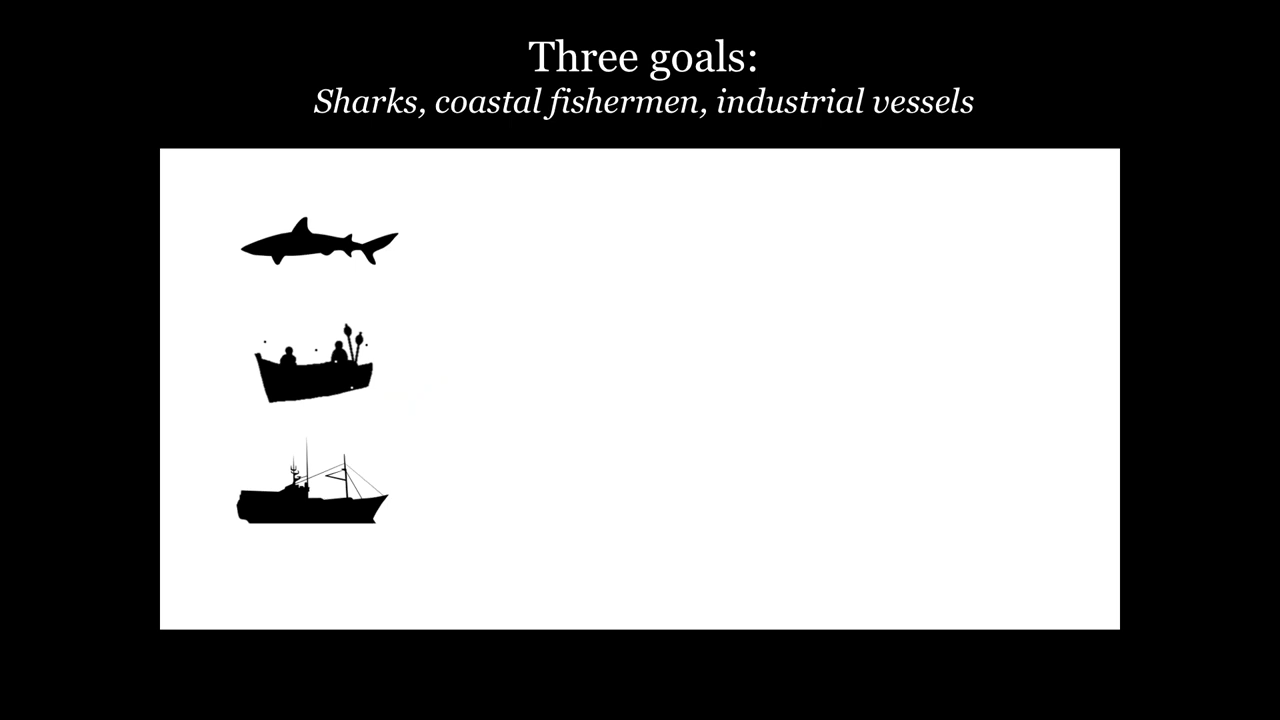 Three goals:
Sharks, coastal fishermen, industrial vessels